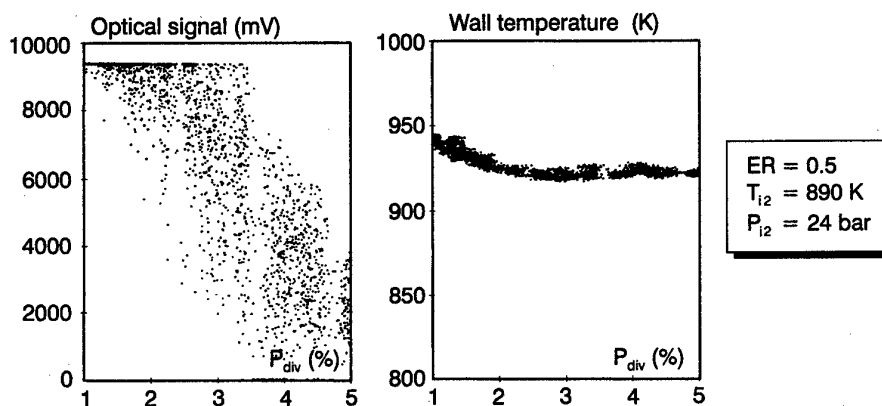 Optical signal (mV)
10000
8000
6000
4000
2000
0
P_div (%)
1 2 3 4 5
Wall temperature (K)
1000
950
900
850
800
P_div (%)
1 2 3 4 5
ER = 0.5
T_i2 = 890 K
P_i2 = 24 bar